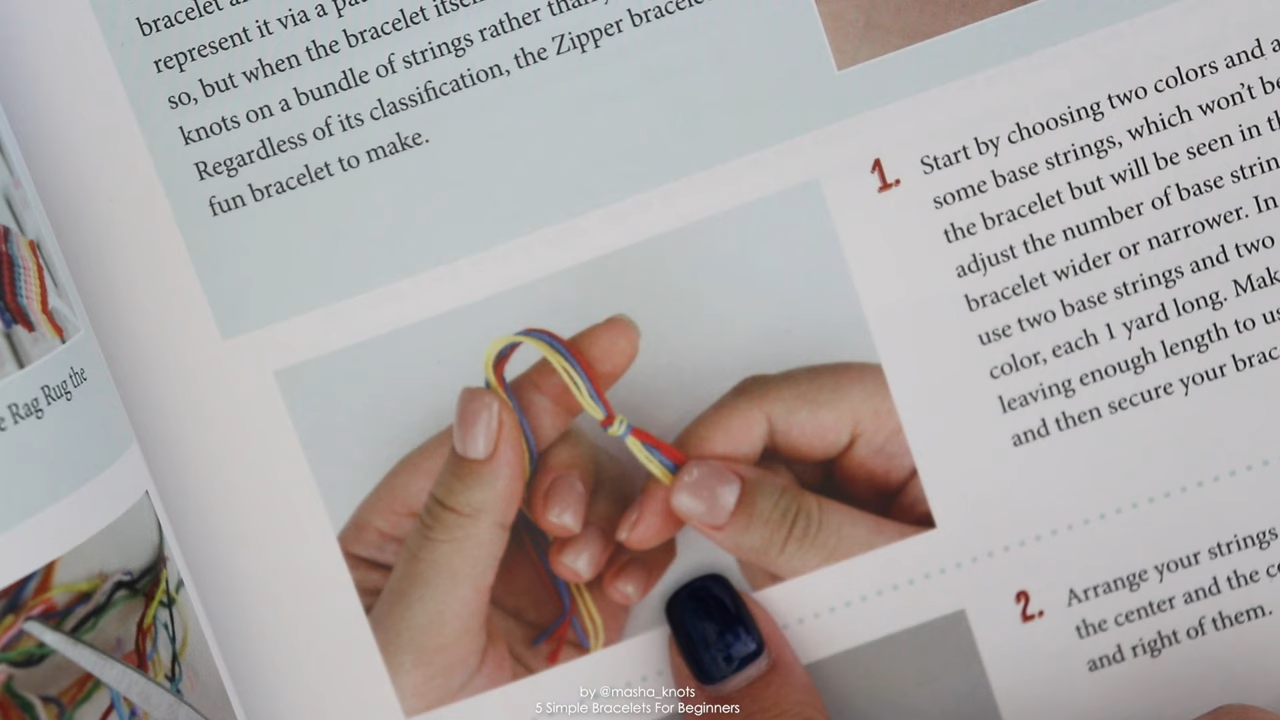 bracelet
represent it via a
so, but when the bracelet
knots on a bundle of strings rather than
Regardless of its classification, the Zipper bracelet
fun bracelet to make.
1.
Start by choosing two colors and
some base strings, which won't be
the bracelet but will be seen in
adjust the number of base
bracelet wider or narrower. In
use two base strings and two
color, each 1 yard long.
leaving enough length to
and then secure your
2.
Arrange your strings
the center and the
and right of them.
Rag Rug the
by @masha_knots
5 Simple Bracelets For Beginners